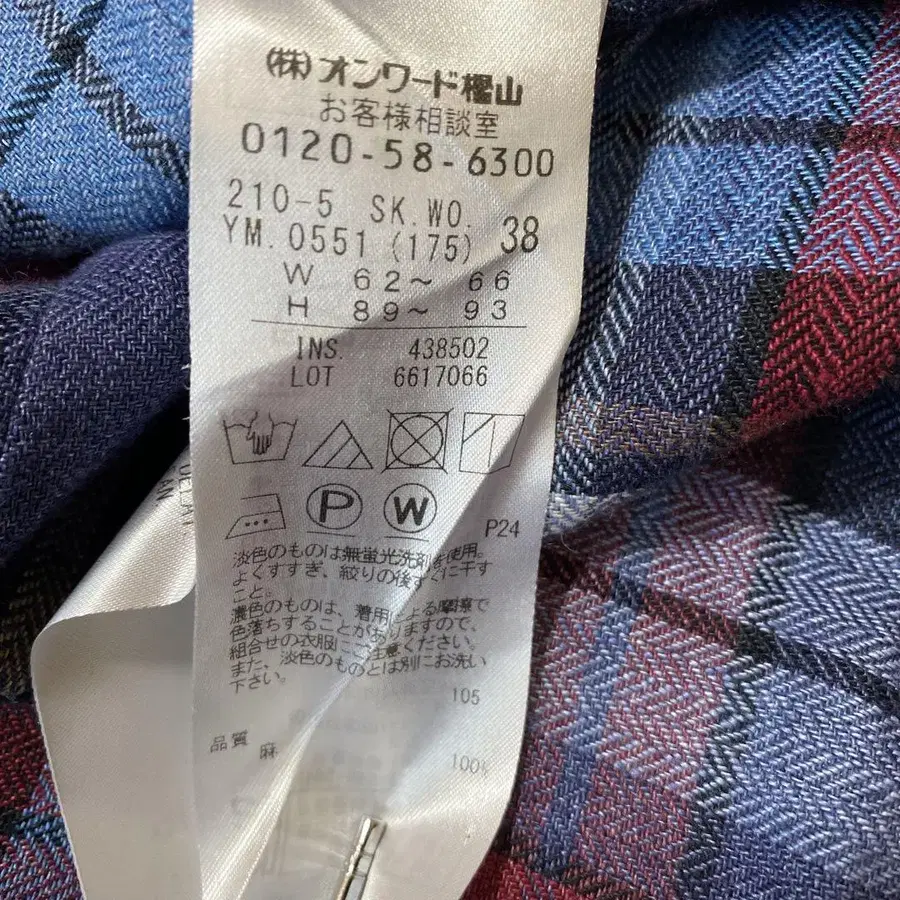 (株)オンワード樫山
お客様相談室
0120-58-6300
210-5 SK.WO.
YM.0551(175) 38
W 62〜 66
H 89〜 93
INS. 438502
LOT 6617066
P
W
P24
淡色のものは無蛍光洗剤を使用。
よくすすぎ、絞りの後すぐに干す
こと。
濃色のものは、着用による摩擦で
色落ちすることがありますので、
組合せの衣服にご注意ください。
また、淡色のものとは別にお洗い
下さい。
105
品質 麻 100%